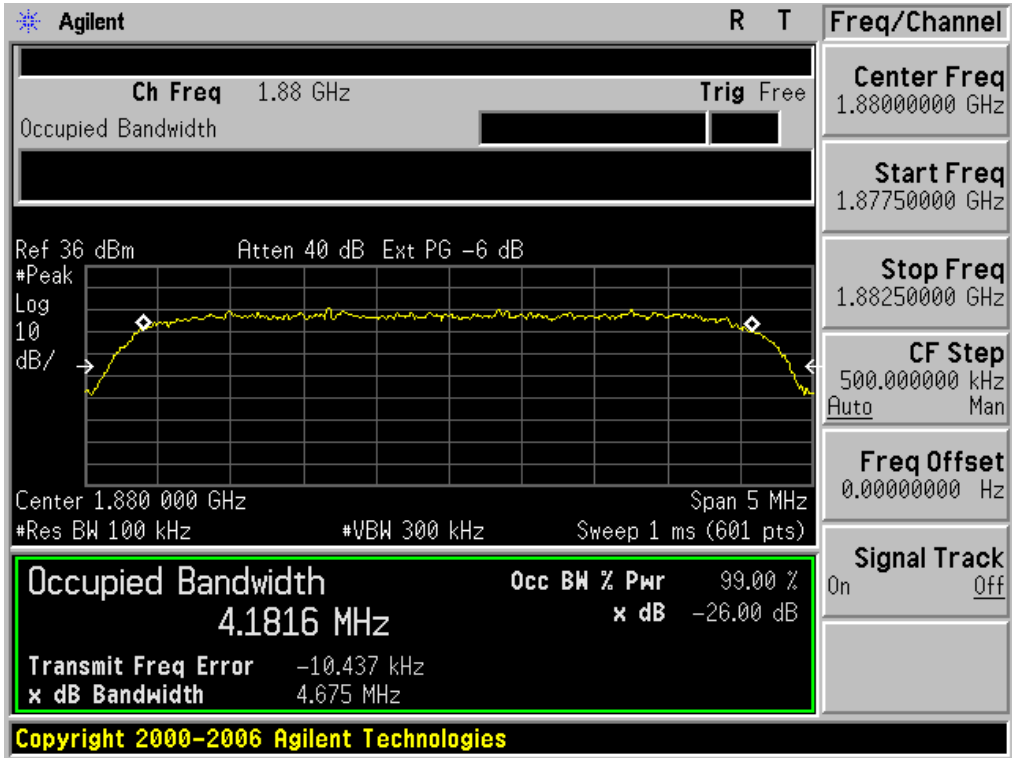 Agilent R T
Freq/Channel
Ch Freq 1.88 GHz Trig Free
Occupied Bandwidth
Center Freq
1.88000000 GHz
Start Freq
1.87750000 GHz
Stop Freq
1.88250000 GHz
CF Step
500.000000 kHz
Auto Man
Freq Offset
0.00000000 Hz
Signal Track
On Off
Ref 36 dBm Atten 40 dB Ext PG -6 dB
#Peak
Log
10
dB/
Center 1.880 000 GHz Span 5 MHz
#Res BW 100 kHz #VBW 300 kHz Sweep 1 ms (601 pts)
Occupied Bandwidth Occ BW % Pwr 99.00 %
4.1816 MHz x dB -26.00 dB
Transmit Freq Error -10.437 kHz
x dB Bandwidth 4.675 MHz
Copyright 2000-2006 Agilent Technologies